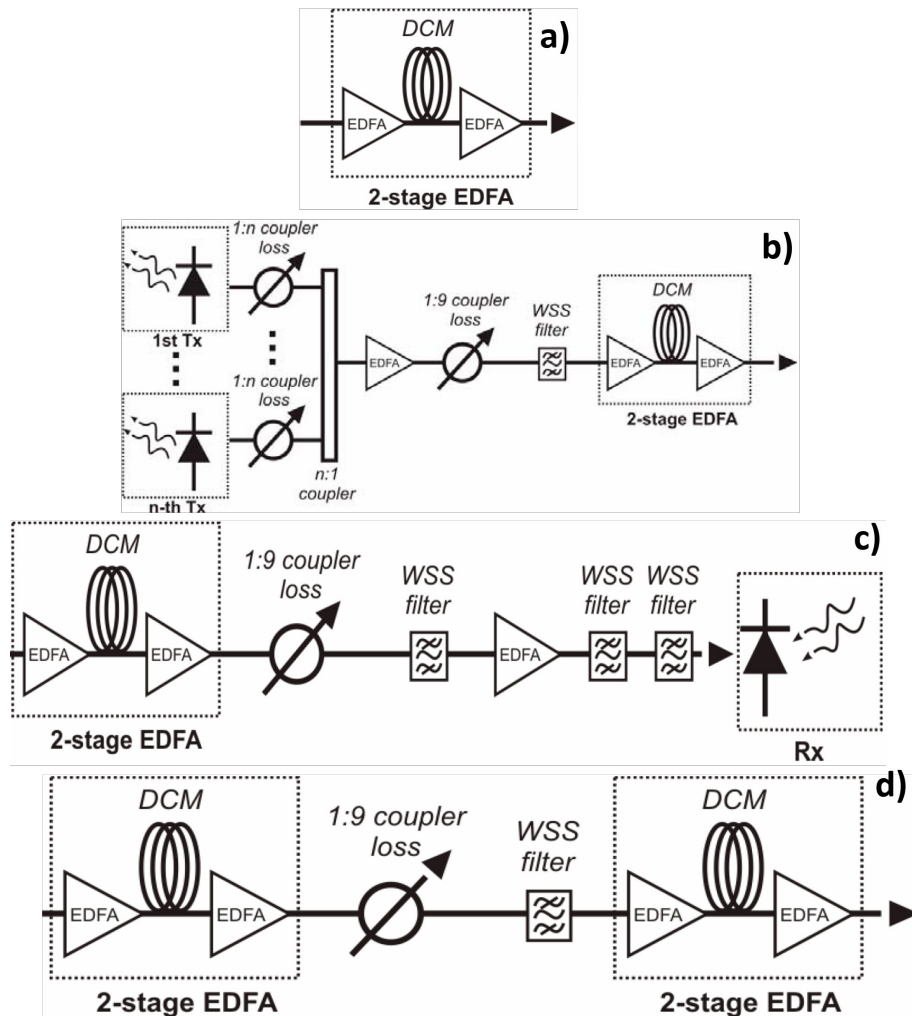 a)
DCM
EDFA EDFA
2-stage EDFA
b)
1:n coupler
loss
1st Tx
1:n coupler
loss
n-th Tx
n:1
coupler
EDFA
1:9 coupler
loss
WSS
filter
DCM
EDFA EDFA
2-stage EDFA
c)
DCM
EDFA EDFA
2-stage EDFA
1:9 coupler
loss
WSS
filter
EDFA
WSS
filter
WSS
filter
Rx
d)
DCM
EDFA EDFA
2-stage EDFA
1:9 coupler
loss
WSS
filter
DCM
EDFA EDFA
2-stage EDFA